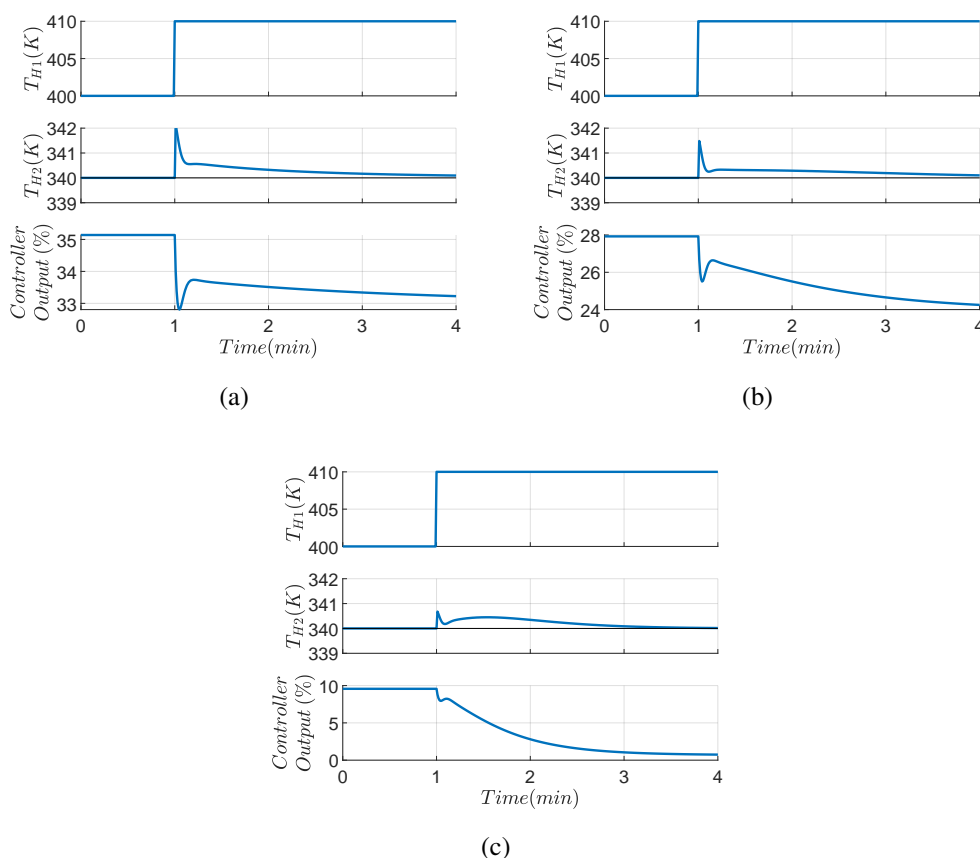 410
405
400
T_{H1}(K)
342
341
340
339
T_{H2}(K)
35
34
33
Controller
Output (%)
0 1 2 3 4
Time(min)
(a)
410
405
400
T_{H1}(K)
342
341
340
339
T_{H2}(K)
28
26
24
Controller
Output (%)
0 1 2 3 4
Time(min)
(b)
410
405
400
T_{H1}(K)
342
341
340
339
T_{H2}(K)
10
5
0
Controller
Output (%)
0 1 2 3 4
Time(min)
(c)